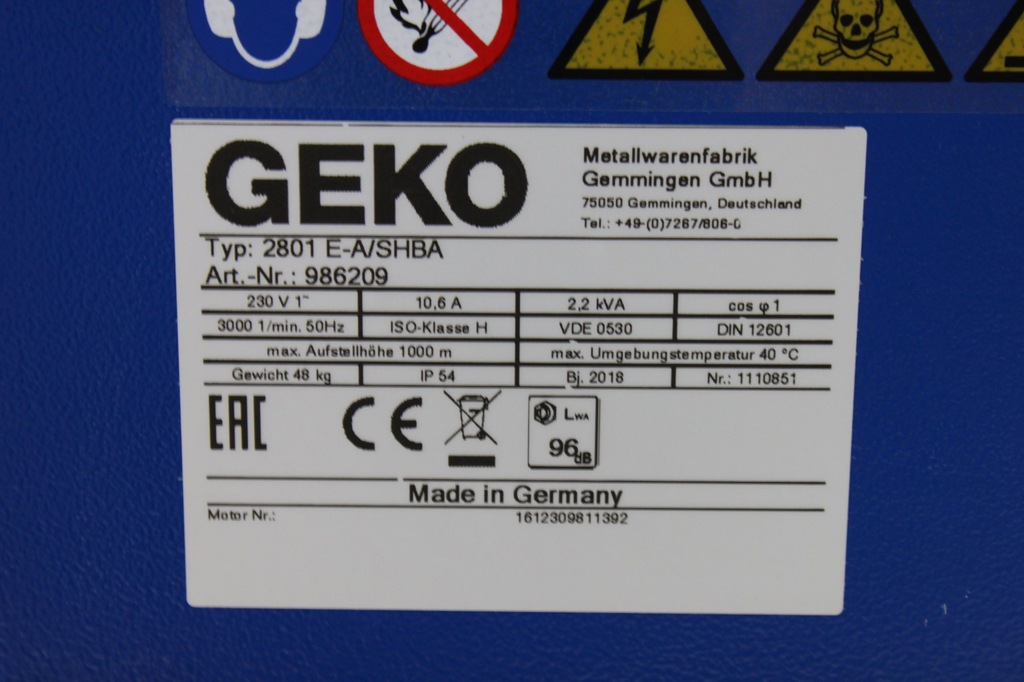 GEKO
Metallwarenfabrik
Gemmingen GmbH
75050 Gemmingen, Deutschland
Tel.: +49-(0)7267/806-0
Typ: 2801 E-A/SHBA
Art.-Nr.: 986209
230 V 1~ 10,6 A 2,2 kVA cos φ 1
3000 1/min. 50Hz ISO-Klasse H VDE 0530 DIN 12601
max. Aufstellhöhe 1000 m max. Umgebungstemperatur 40 °C
Gewicht 48 kg IP 54 Bj. 2018 Nr.: 1110851
EAC CE LWA
96 dB
Made in Germany
Motor Nr.: 1612309811392